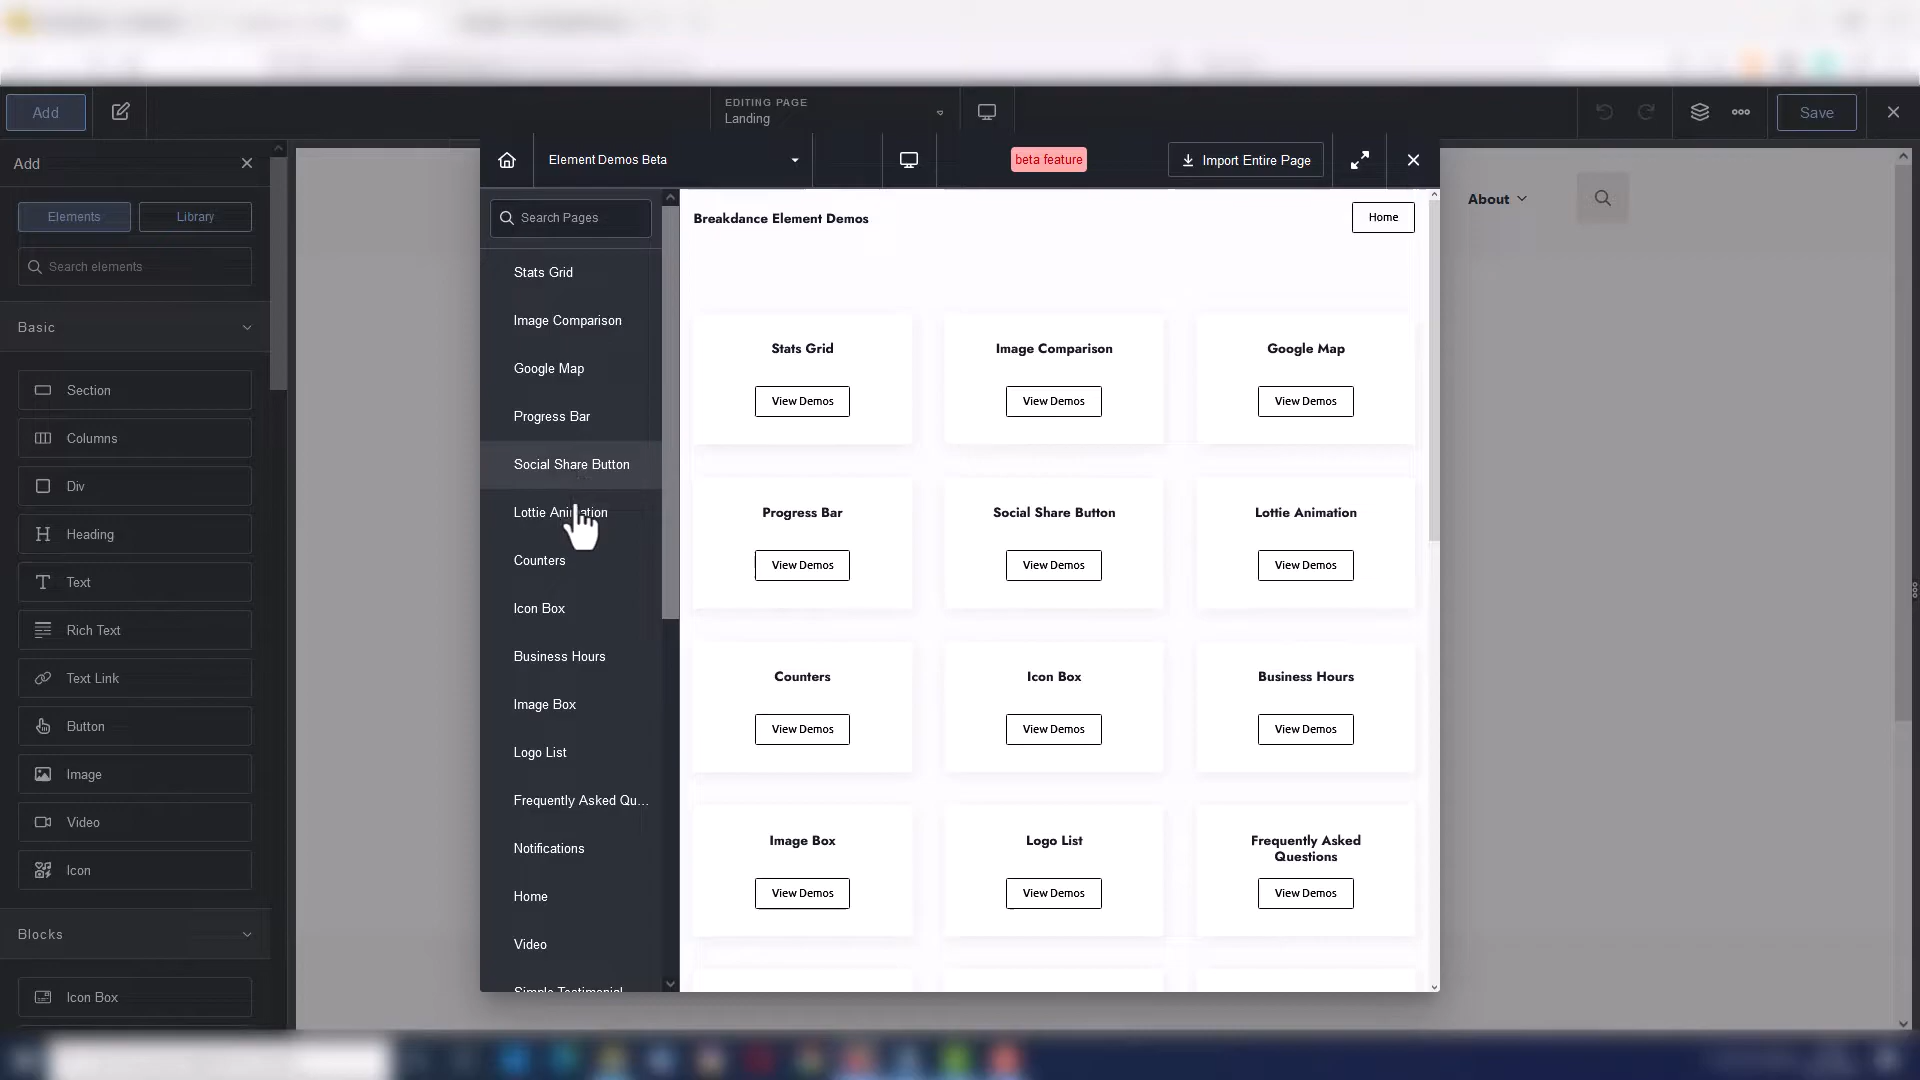 Add
EDITING PAGE
Landing
Save
Add
Elements
Library
Search elements
Basic
Section
Columns
Div
Heading
Text
Rich Text
Text Link
Button
Image
Video
Icon
Blocks
Icon Box
Element Demos Beta
beta feature
Import Entire Page
Search Pages
Stats Grid
Image Comparison
Google Map
Progress Bar
Social Share Button
Lottie Animation
Counters
Icon Box
Business Hours
Image Box
Logo List
Frequently Asked Qu...
Notifications
Home
Video
Simple Testimonial
Breakdance Element Demos
Home
Stats Grid
View Demos
Image Comparison
View Demos
Google Map
View Demos
Progress Bar
View Demos
Social Share Button
View Demos
Lottie Animation
View Demos
Counters
View Demos
Icon Box
View Demos
Business Hours
View Demos
Image Box
View Demos
Logo List
View Demos
Frequently Asked
Questions
View Demos
About